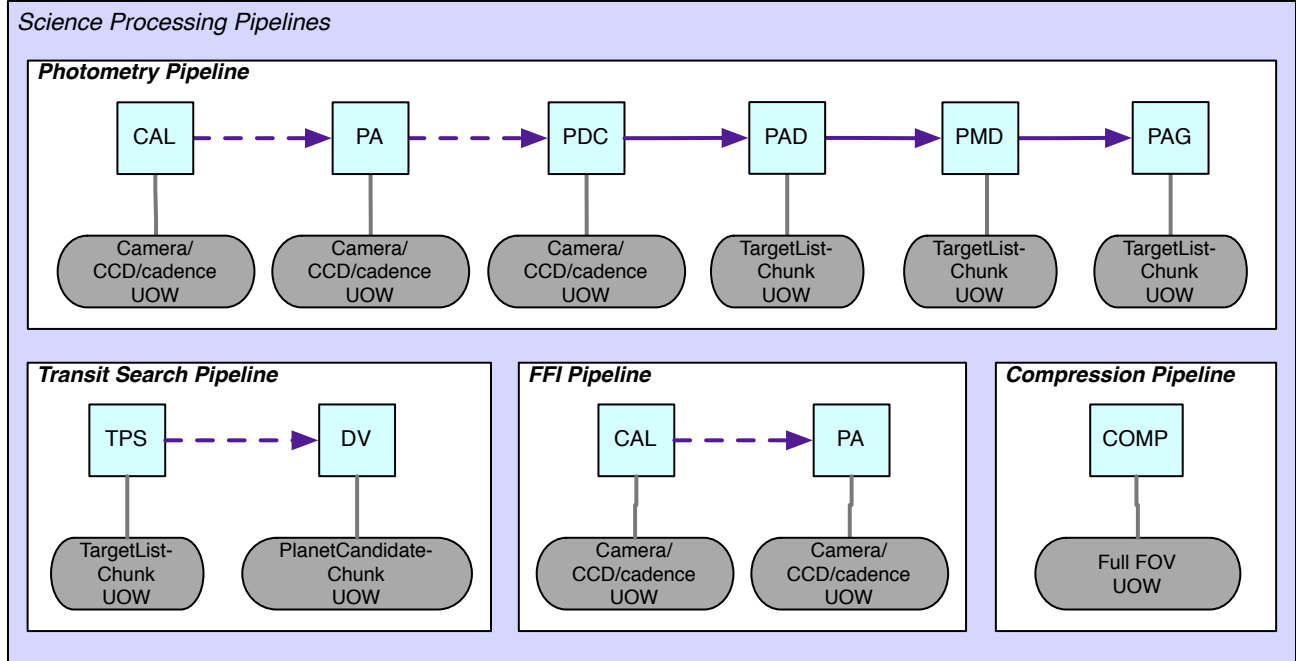 Science Processing Pipelines
Photometry Pipeline
CAL
PA
PDC
PAD
PMD
PAG
Camera/
CCD/cadence
UOW
Camera/
CCD/cadence
UOW
Camera/
CCD/cadence
UOW
TargetList-
Chunk
UOW
TargetList-
Chunk
UOW
TargetList-
Chunk
UOW
Transit Search Pipeline
TPS
DV
TargetList-
Chunk
UOW
PlanetCandidate-
Chunk
UOW
FFI Pipeline
CAL
PA
Camera/
CCD/cadence
UOW
Camera/
CCD/cadence
UOW
Compression Pipeline
COMP
Full FOV
UOW